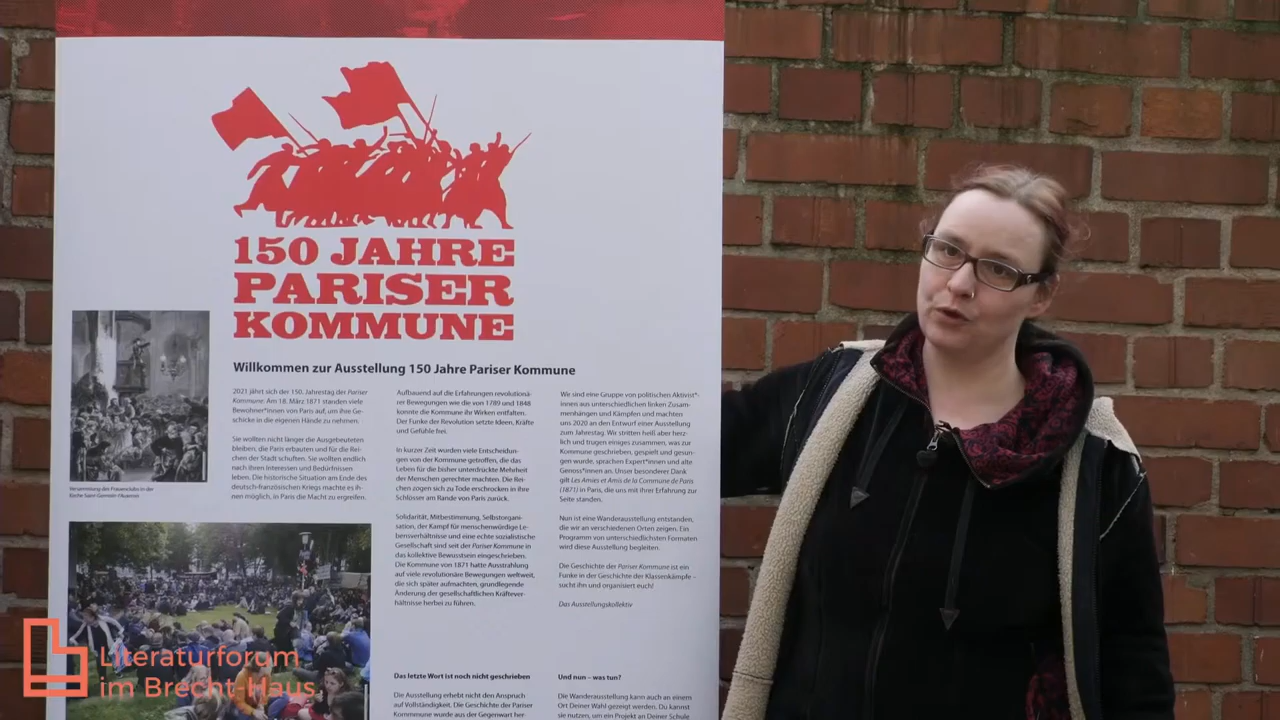 150 JAHRE
PARISER
KOMMUNE
Willkommen zur Ausstellung 150 Jahre Pariser Kommune
2021 jährt sich der 150. Jahrestag der Pariser
Kommune. Am 18. März 1871 standen viele
Bewohner*innen von Paris auf, um ihre Ge-
schicke in die eigenen Hände zu nehmen.
Sie wollten nicht länger die Ausgebeuteten
bleiben, die Paris erbauten und für die Rei-
chen der Stadt schuften. Sie wollten endlich
nach ihren Interessen und Bedürfnissen
leben. Die historische Situation am Ende des
deutsch-französischen Kriegs machte es ih-
nen möglich, in Paris die Macht zu ergreifen.
Versammlung des Frauenclubs in der
Kirche Saint-Germain-l'Auxerrois
Aufbauend auf die Erfahrungen revolutionä-
rer Bewegungen wie die von 1789 und 1848
konnte die Kommune ihr Wirken entfalten.
Der Funke der Revolution setzte Ideen, Kräfte
und Gefühle frei.
In kurzer Zeit wurden viele Entscheidun-
gen von der Kommune getroffen, die das
Leben für die bisher unterdrückte Mehrheit
der Menschen gerechter machten. Die Rei-
chen zogen sich zu Tode erschrocken in ihre
Schlösser am Rande von Paris zurück.
Solidarität, Mitbestimmung, Selbstorgani-
sation, der Kampf für menschenwürdige Le-
bensverhältnisse und eine echte sozialistische
Gesellschaft sind seit der Pariser Kommune in
das kollektive Bewusstsein eingeschrieben.
Die Kommune von 1871 hatte Ausstrahlung
auf viele revolutionäre Bewegungen weltweit,
die sich später aufmachten, grundlegende
Änderung der gesellschaftlichen Kräftever-
hältnisse herbei zu führen.
Das letzte Wort ist noch nicht geschrieben
Die Ausstellung erhebt nicht den Anspruch
auf Vollständigkeit. Die Geschichte der Pariser
Kommmune wurde aus der Gegenwart her-
Wir sind eine Gruppe von politischen Aktivist*-
innen aus unterschiedlichen linken Zusam-
menhängen und Kämpfen und machten
uns 2020 an den Entwurf einer Ausstellung
zum Jahrestag. Wir stritten heiß aber herz-
lich und trugen einiges zusammen, was zur
Kommune geschrieben, gespielt und gesun-
gen wurde, sprachen Expert*innen und alte
Genoss*innen an. Unser besonderer Dank
gilt Les Amies et Amis de la Commune de Paris
(1871) in Paris, die uns mit ihrer Erfahrung zur
Seite standen.
Nun ist eine Wanderausstellung entstanden,
die wir an verschiedenen Orten zeigen. Ein
Programm von unterschiedlichsten Formaten
wird diese Ausstellung begleiten.
Die Geschichte der Pariser Kommune ist ein
Funke in der Geschichte der Klassenkämpfe –
sucht ihn und organisiert euch!
Das Ausstellungskollektiv
Und nun – was tun?
Die Wanderausstellung kann auch an einem
Ort Deiner Wahl gezeigt werden. Du kannst
sie nutzen, um ein Projekt an Deiner Schule
Literaturforum
im Brecht-Haus